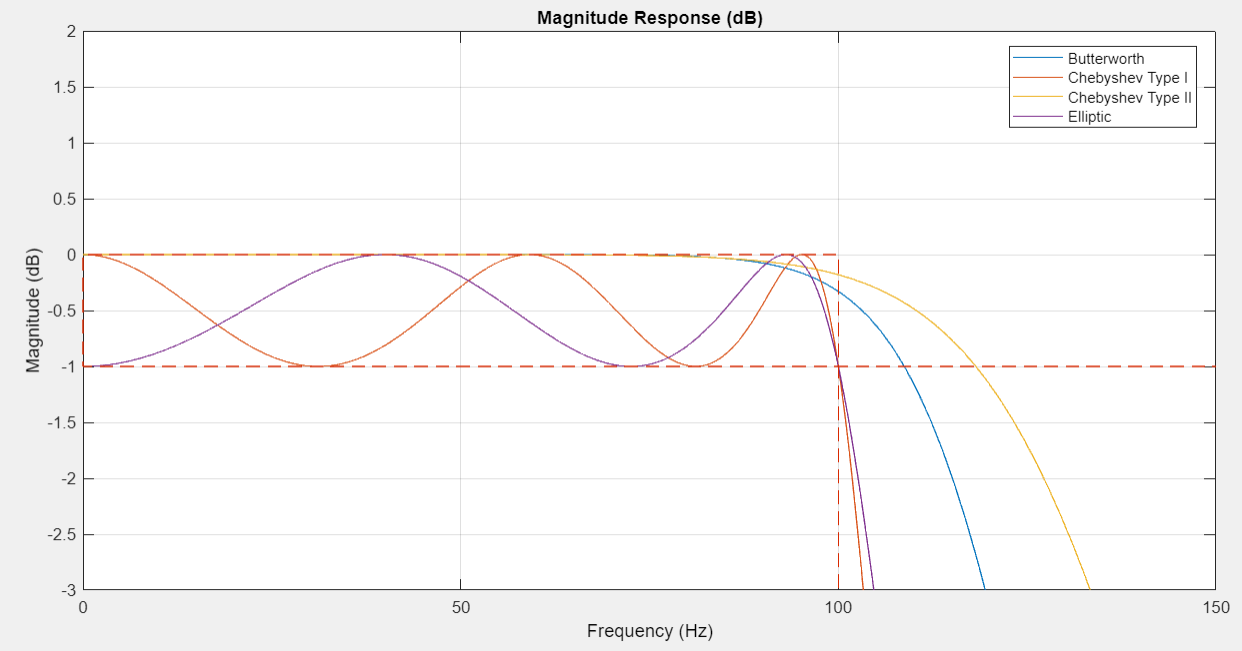 Magnitude Response (dB)
2
1.5
1
0.5
0
-0.5
-1
-1.5
-2
-2.5
-3
Magnitude (dB)
Butterworth
Chebyshev Type I
Chebyshev Type II
Elliptic
0 50 100 150
Frequency (Hz)